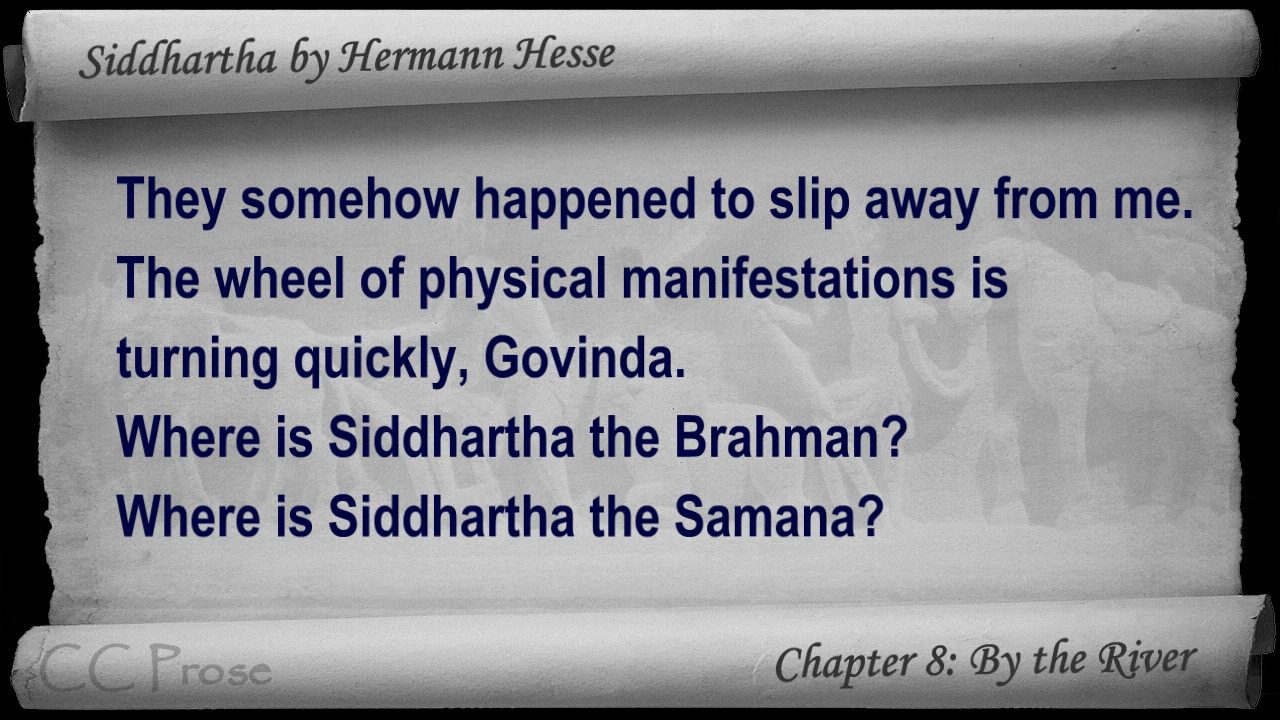 Siddhartha by Hermann Hesse
They somehow happened to slip away from me.
The wheel of physical manifestations is
turning quickly, Govinda.
Where is Siddhartha the Brahman?
Where is Siddhartha the Samana?
CC Prose
Chapter 8: By the River